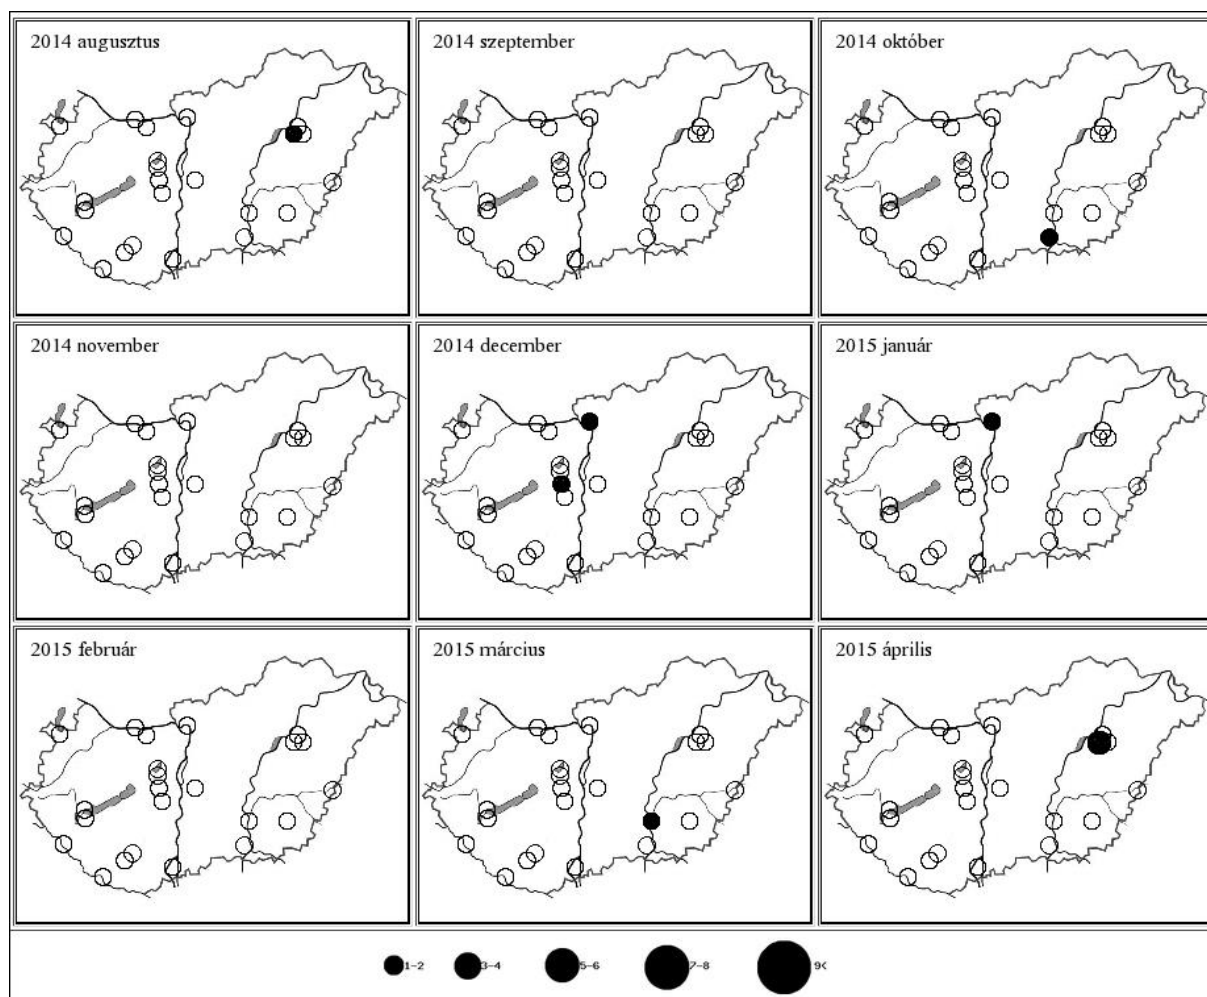 2014 augusztus
2014 szeptember
2014 október
2014 november
2014 december
2015 január
2015 február
2015 március
2015 április
1-2
3-4
5-6
7-8
9<